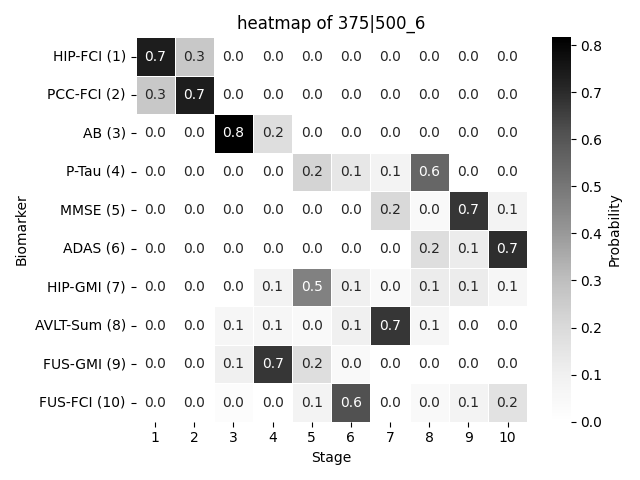 heatmap of 375|500_6
HIP-FCI (1) 0.7 0.3 0.0 0.0 0.0 0.0 0.0 0.0 0.0 0.0
PCC-FCI (2) 0.3 0.7 0.0 0.0 0.0 0.0 0.0 0.0 0.0 0.0
AB (3) 0.0 0.0 0.8 0.2 0.0 0.0 0.0 0.0 0.0 0.0
P-Tau (4) 0.0 0.0 0.0 0.0 0.2 0.1 0.1 0.6 0.0 0.0
MMSE (5) 0.0 0.0 0.0 0.0 0.0 0.0 0.2 0.0 0.7 0.1
ADAS (6) 0.0 0.0 0.0 0.0 0.0 0.0 0.0 0.2 0.1 0.7
HIP-GMI (7) 0.0 0.0 0.0 0.1 0.5 0.1 0.0 0.1 0.1 0.1
AVLT-Sum (8) 0.0 0.0 0.1 0.1 0.0 0.1 0.7 0.1 0.0 0.0
FUS-GMI (9) 0.0 0.0 0.1 0.7 0.2 0.0 0.0 0.0 0.0 0.0
FUS-FCI (10) 0.0 0.0 0.0 0.0 0.1 0.6 0.0 0.0 0.1 0.2
1 2 3 4 5 6 7 8 9 10
Stage
Biomarker
0.8
0.7
0.6
0.5
0.4
0.3
0.2
0.1
0.0
Probability